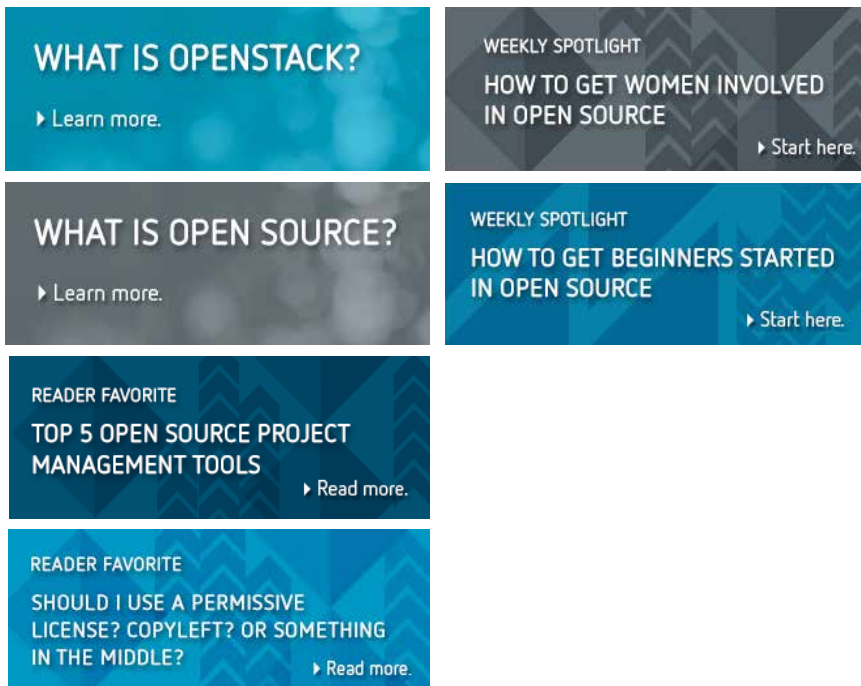 WHAT IS OPENSTACK?
Learn more.
WEEKLY SPOTLIGHT
HOW TO GET WOMEN INVOLVED
IN OPEN SOURCE
Start here.
WHAT IS OPEN SOURCE?
Learn more.
WEEKLY SPOTLIGHT
HOW TO GET BEGINNERS STARTED
IN OPEN SOURCE
Start here.
READER FAVORITE
TOP 5 OPEN SOURCE PROJECT
MANAGEMENT TOOLS
Read more.
READER FAVORITE
SHOULD I USE A PERMISSIVE
LICENSE? COPYLEFT? OR SOMETHING
IN THE MIDDLE?
Read more.